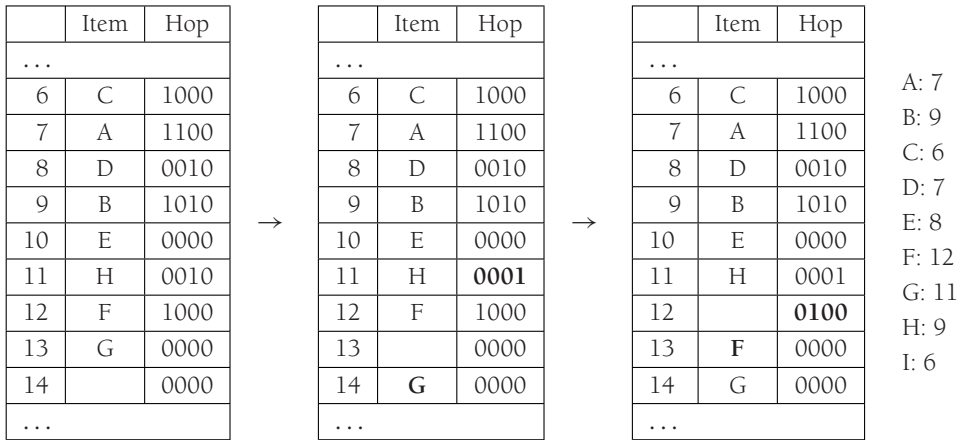 Item Hop
...
6 C 1000
7 A 1100
8 D 0010
9 B 1010
10 E 0000
11 H 0010
12 F 1000
13 G 0000
14 0000
...
→
Item Hop
...
6 C 1000
7 A 1100
8 D 0010
9 B 1010
10 E 0000
11 H 0001
12 F 1000
13 0000
14 G 0000
...
→
Item Hop
...
6 C 1000
7 A 1100
8 D 0010
9 B 1010
10 E 0000
11 H 0001
12 0100
13 F 0000
14 G 0000
...
A: 7
B: 9
C: 6
D: 7
E: 8
F: 12
G: 11
H: 9
I: 6